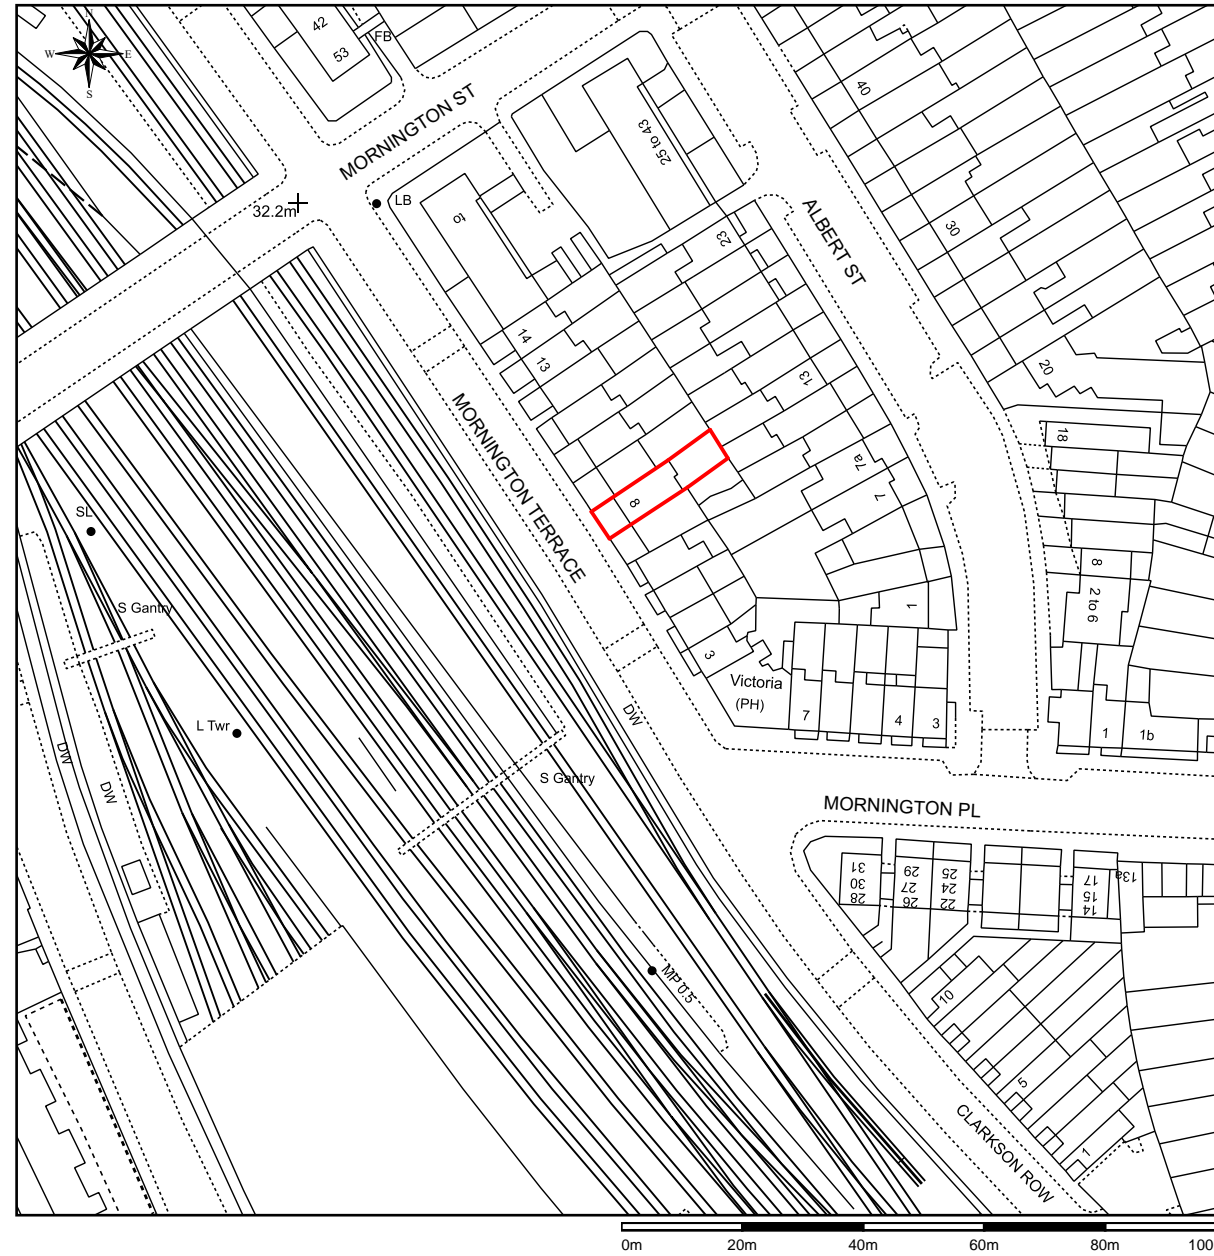 N
W E
S
42
53
FB
MORNINGTON ST
LB
32.2m
25 to 43
40
30
ALBERT ST
23
14
13
13
20
18
MORNINGTON TERRACE
7a
7
8
SL
S Gantry
8
2 to 6
1
3
Victoria
(PH)
7
4
3
1
1b
L Twr
DW
DW
DW
S Gantry
MORNINGTON PL
31
30
28
29
27
26
25
24
22
17
15
14
13a
MP 0.5
10
5
1
CLARKSON ROW
0m 20m 40m 60m 80m 100